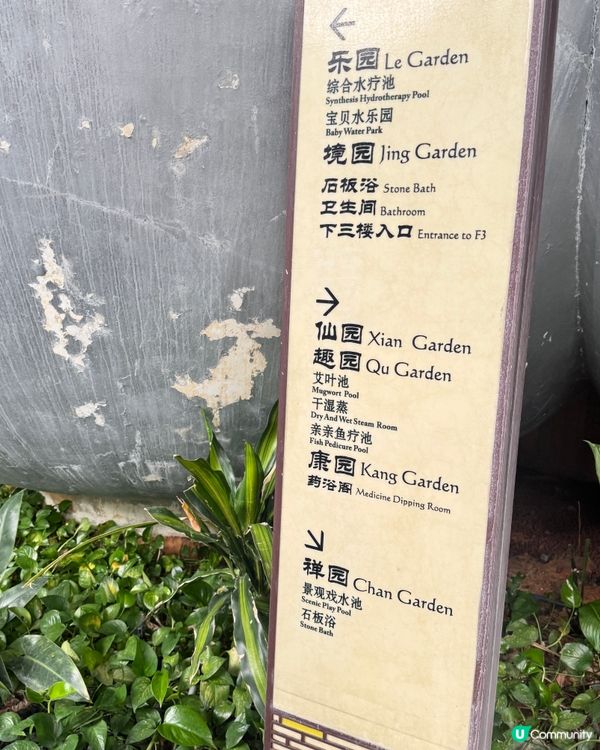 乐园 Le Garden
综合水疗池
Synthesis Hydrotherapy Pool
宝贝水乐园
Baby Water Park
境园 Jing Garden
石板浴 Stone Bath
卫生间 Bathroom
下三楼入口 Entrance to F3
仙园 Xian Garden
趣园 Qu Garden
艾叶池
Mugwort Pool
干湿蒸
Dry And Wet Steam Room
亲亲鱼疗池
Fish Pedicure Pool
康园 Kang Garden
药浴阁 Medicine Dipping Room
禅园 Chan Garden
景观戏水池
Scenic Play Pool
石板浴
Stone Bath
U Community